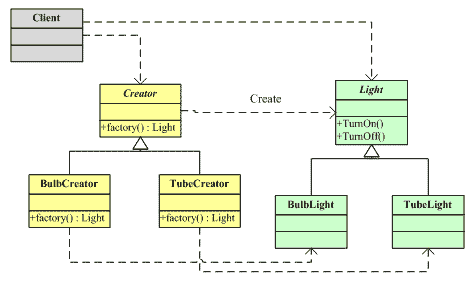 Client
Creator
+factory() : Light
Create
Light
+TurnOn()
+TurnOff()
BulbCreator
+factory() : Light
TubeCreator
+factory() : Light
BulbLight
TubeLight